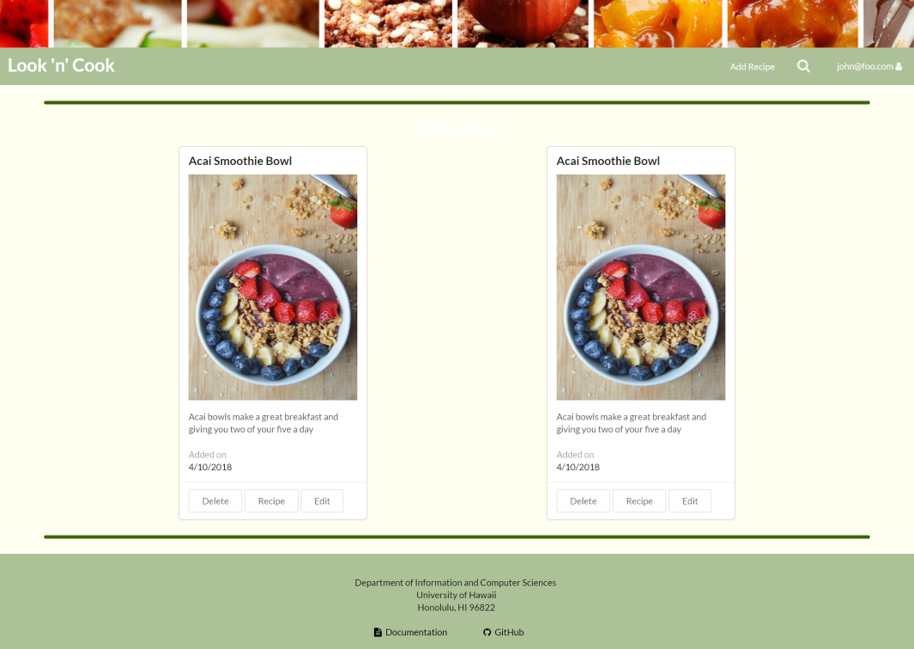 Look 'n' Cook
Add Recipe
john@foo.com
Acai Smoothie Bowl
Acai bowls make a great breakfast and
giving you two of your five a day
Added on
4/10/2018
Delete Recipe Edit
Acai Smoothie Bowl
Acai bowls make a great breakfast and
giving you two of your five a day
Added on
4/10/2018
Delete Recipe Edit
Department of Information and Computer Sciences
University of Hawaii
Honolulu, HI 96822
Documentation GitHub